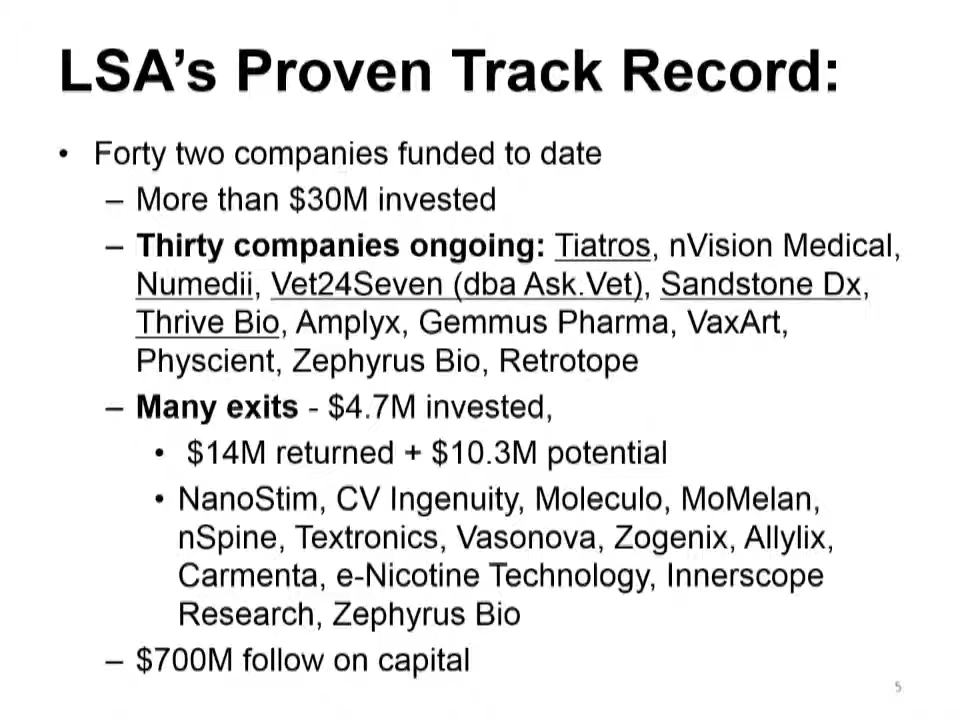 LSA’s Proven Track Record:
• Forty two companies funded to date
– More than $30M invested
– Thirty companies ongoing: Tiatros, nVision Medical,
Numedii, Vet24Seven (dba Ask.Vet), Sandstone Dx,
Thrive Bio, Amplyx, Gemmus Pharma, VaxArt,
Physcient, Zephyrus Bio, Retrotope
– Many exits - $4.7M invested,
• $14M returned + $10.3M potential
• NanoStim, CV Ingenuity, Moleculo, MoMelan,
nSpine, Textronics, Vasonova, Zogenix, Allylix,
Carmenta, e-Nicotine Technology, Innerscope
Research, Zephyrus Bio
– $700M follow on capital
5